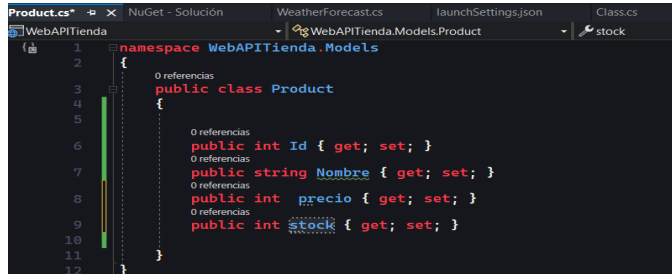 Product.cs* NuGet - Solución WeatherForecast.cs launchSettings.json Class.cs
WebAPITienda WebAPITienda.Models.Product stock
1 namespace WebAPITienda.Models
2 {
0 referencias
3 public class Product
4 {
5
0 referencias
6 public int Id { get; set; }
0 referencias
7 public string Nombre { get; set; }
0 referencias
8 public int  precio { get; set; }
0 referencias
9 public int stock { get; set; }
10
11 }
12 }